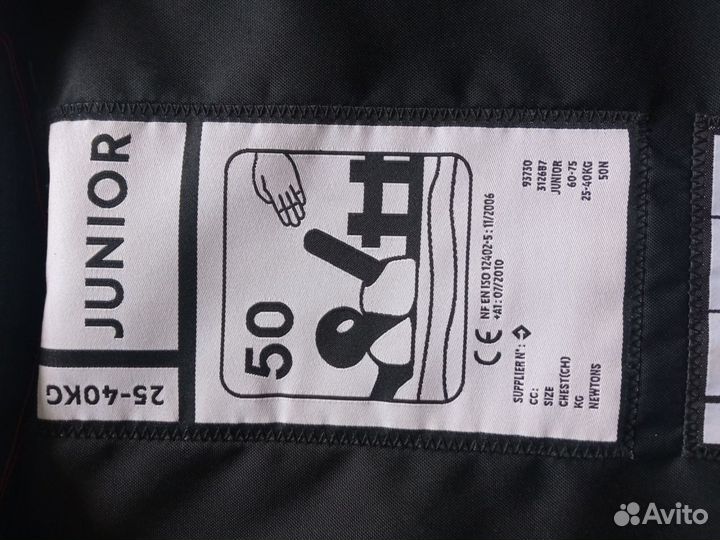 JUNIOR
25-40KG
50
CE NF EN ISO 12402-5 : 11/2006
+A1 : 07/2010
SUPPLIER N° : 93730
CC : 3126B7
SIZE JUNIOR
CHEST(CH) 60-75
KG 25-40KG
NEWTONS 50N
Avito